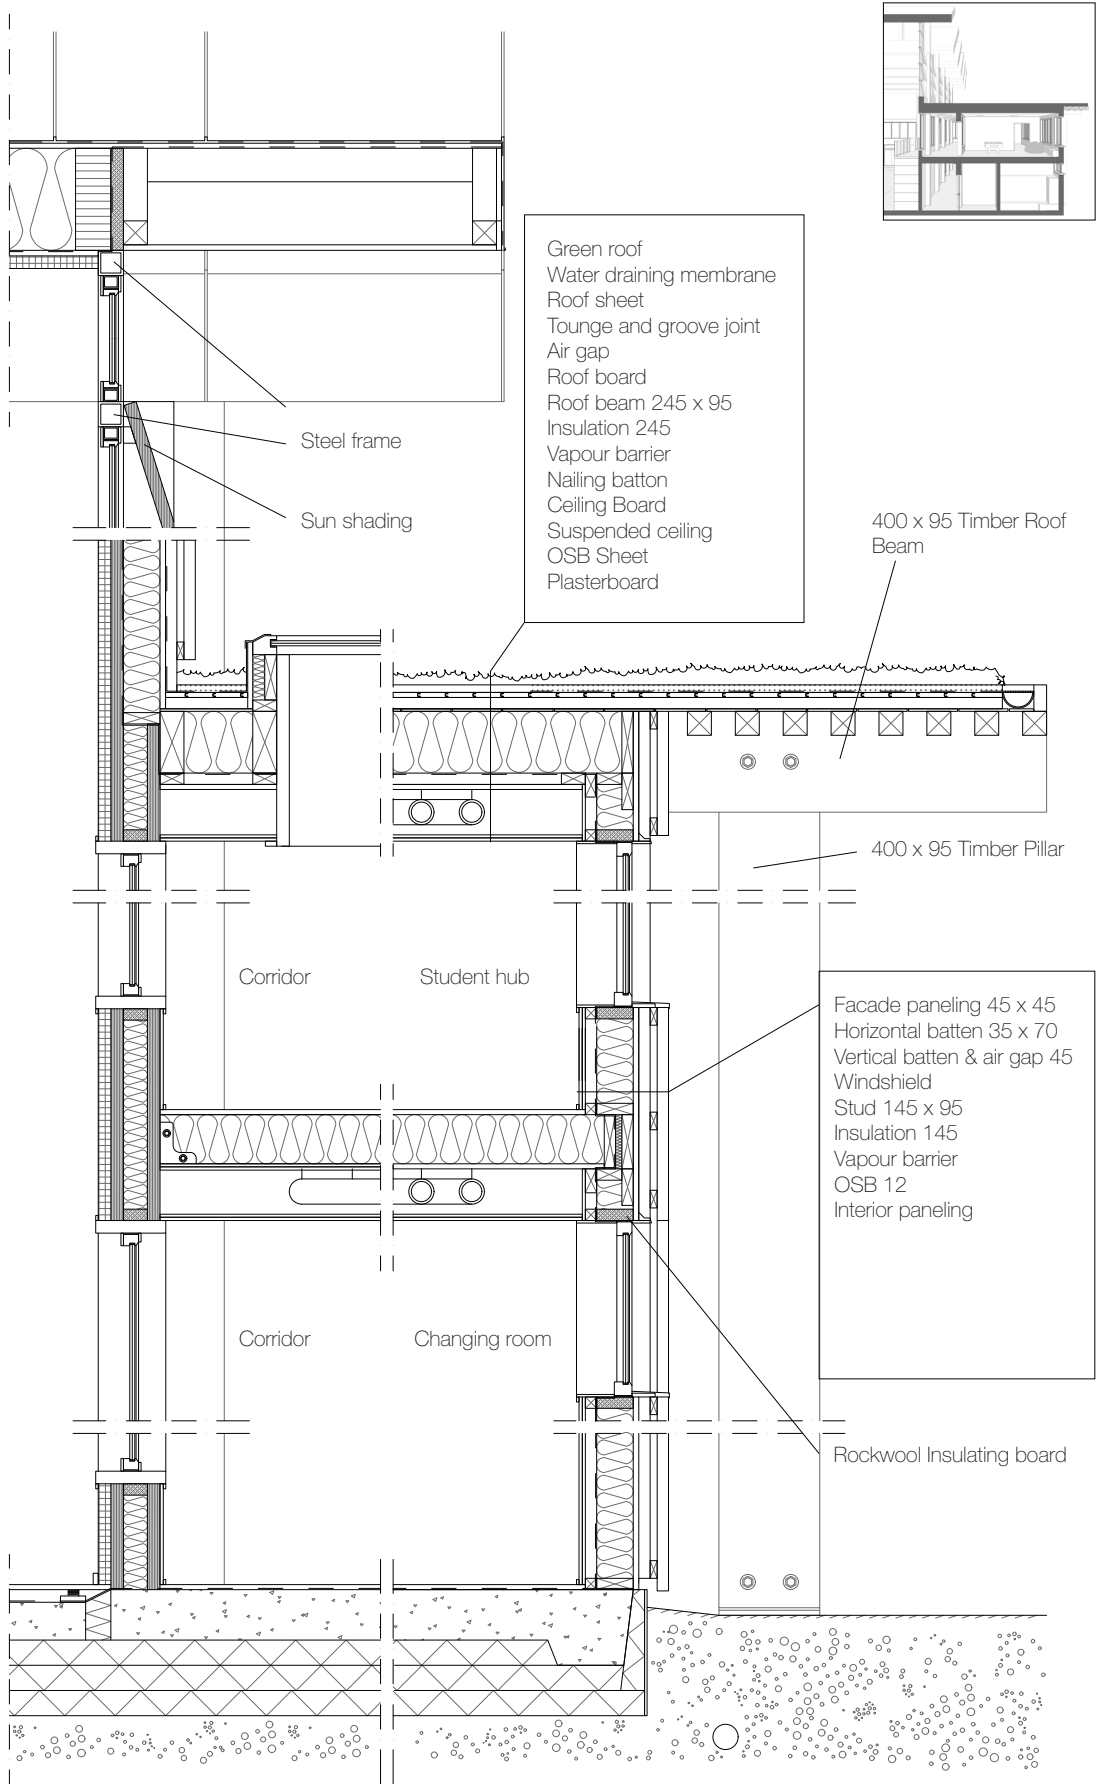 Green roof
Water draining membrane
Roof sheet
Tounge and groove joint
Air gap
Roof board
Roof beam 245 x 95
Insulation 245
Vapour barrier
Nailing batton
Ceiling Board
Suspended ceiling
OSB Sheet
Plasterboard
Steel frame
Sun shading
400 x 95 Timber Roof
Beam
400 x 95 Timber Pillar
Corridor
Student hub
Facade paneling 45 x 45
Horizontal batten 35 x 70
Vertical batten & air gap 45
Windshield
Stud 145 x 95
Insulation 145
Vapour barrier
OSB 12
Interior paneling
Corridor
Changing room
Rockwool Insulating board